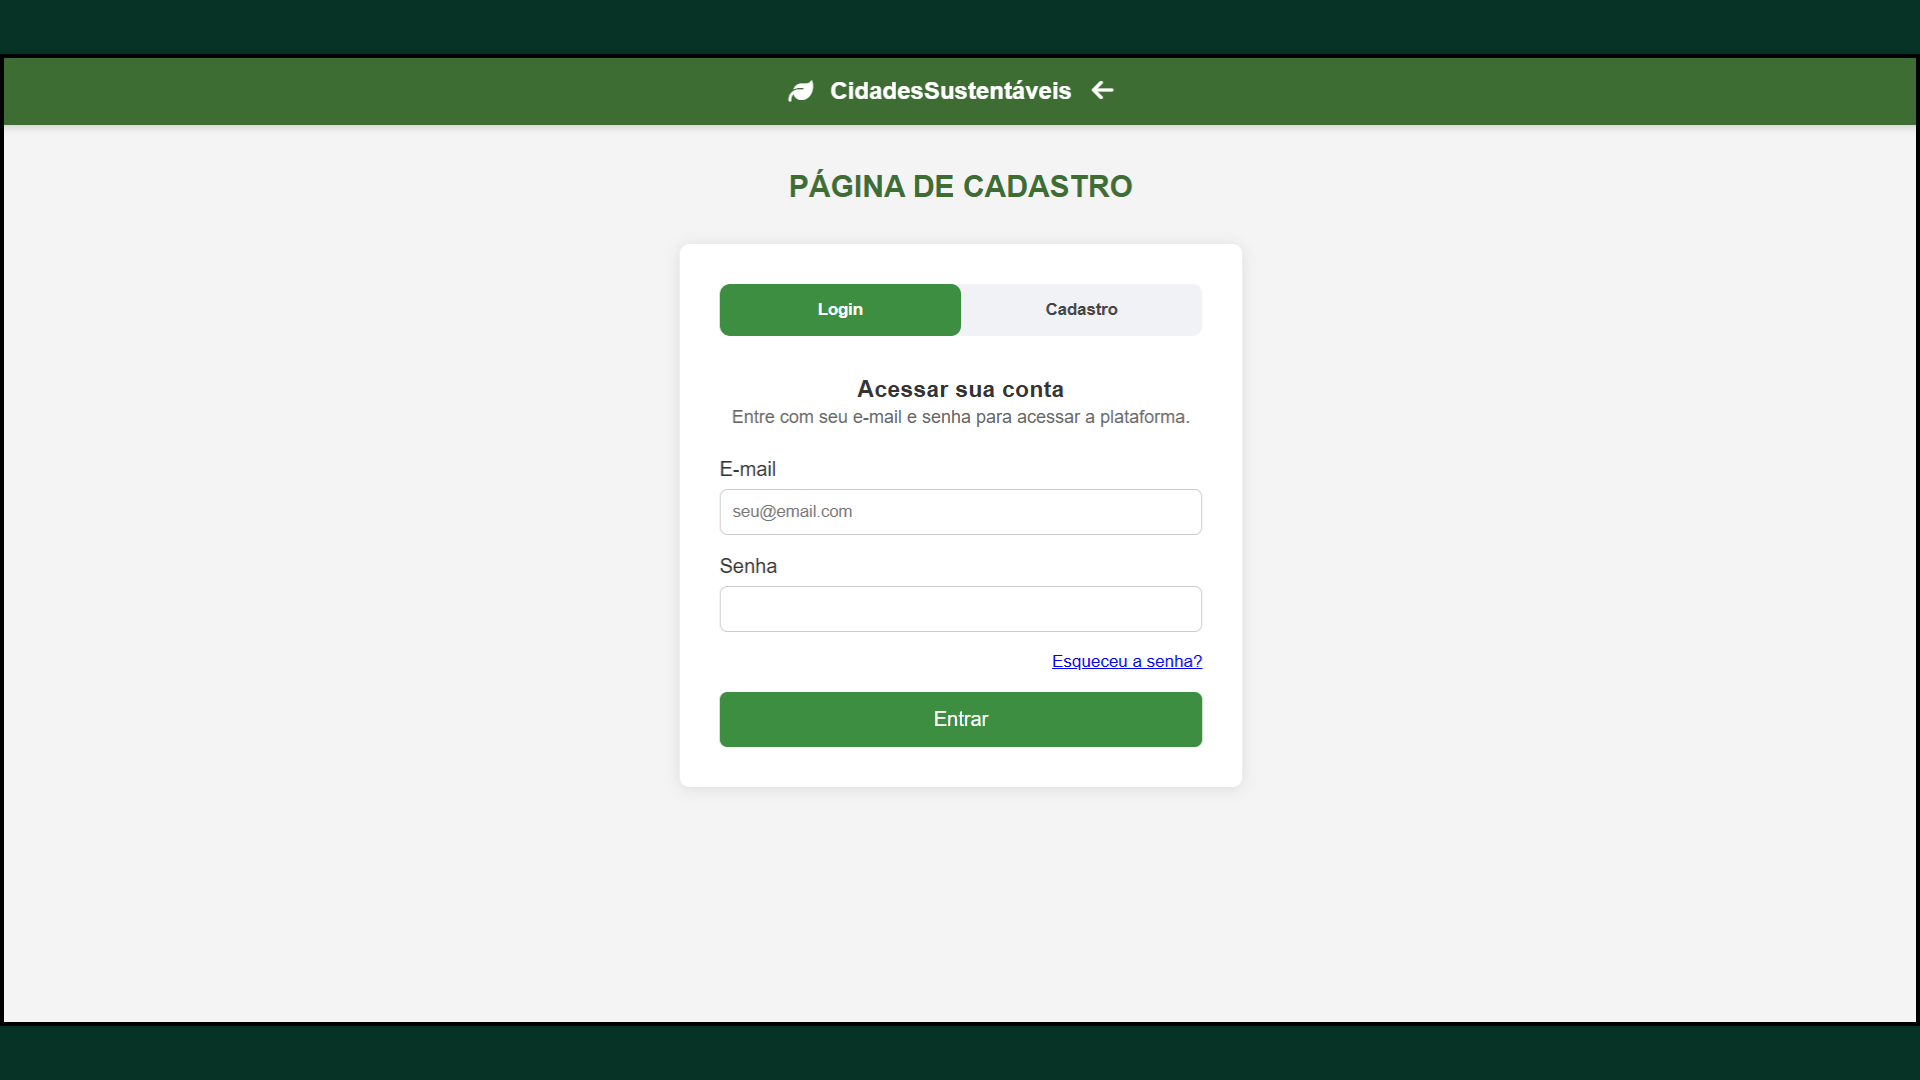 CidadesSustentáveis
PÁGINA DE CADASTRO
Login Cadastro
Acessar sua conta
Entre com seu e-mail e senha para acessar a plataforma.
E-mail
seu@email.com
Senha
Esqueceu a senha?
Entrar